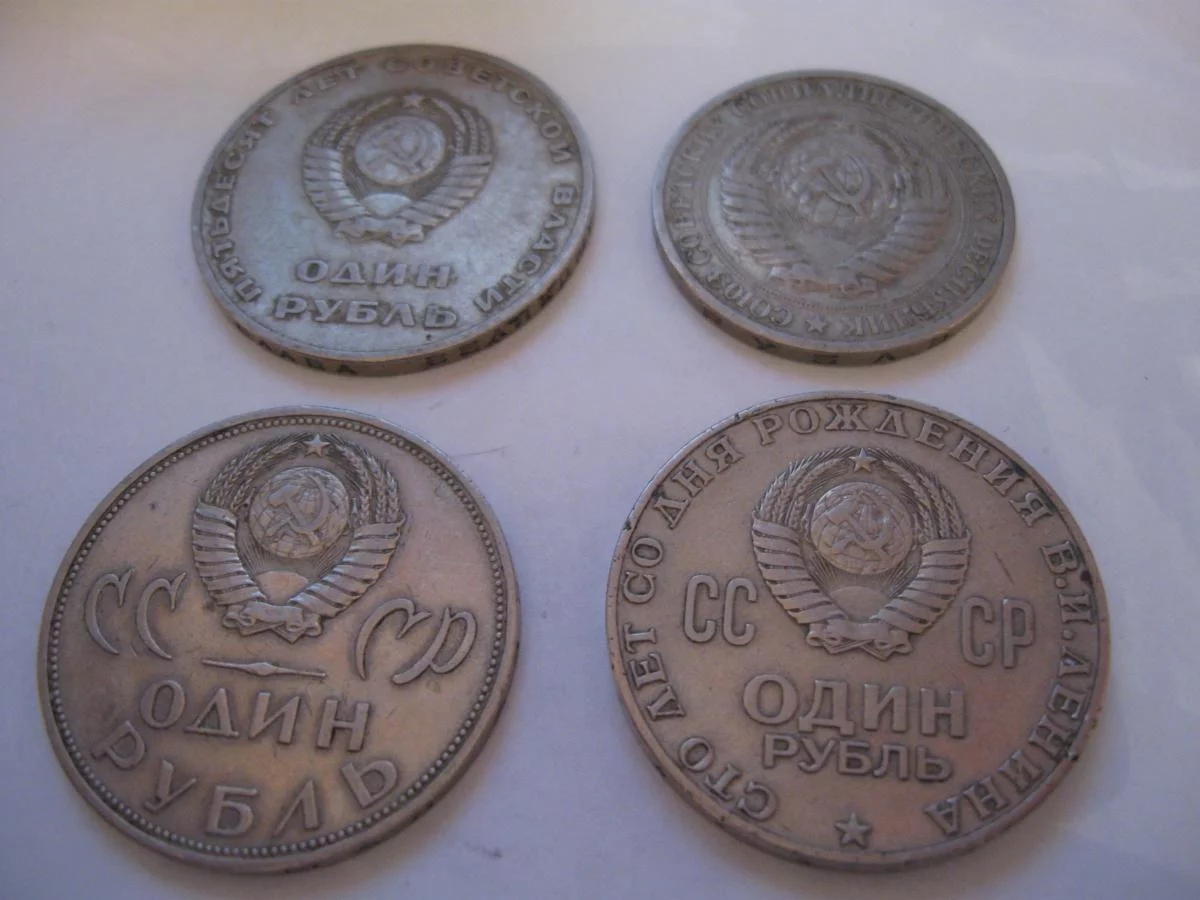 ПЯТЬДЕСЯТ ЛЕТ СОВЕТСКОЙ ВЛАСТИ
ОДИН
РУБЛЬ
СОЮЗ СОВЕТСКИХ СОЦИАЛИСТИЧЕСКИХ РЕСПУБЛИК
СС СР
ОДИН
РУБЛЬ
СТО ЛЕТ СО ДНЯ РОЖДЕНИЯ В.И.ЛЕНИНА
СС СР
ОДИН
РУБЛЬ